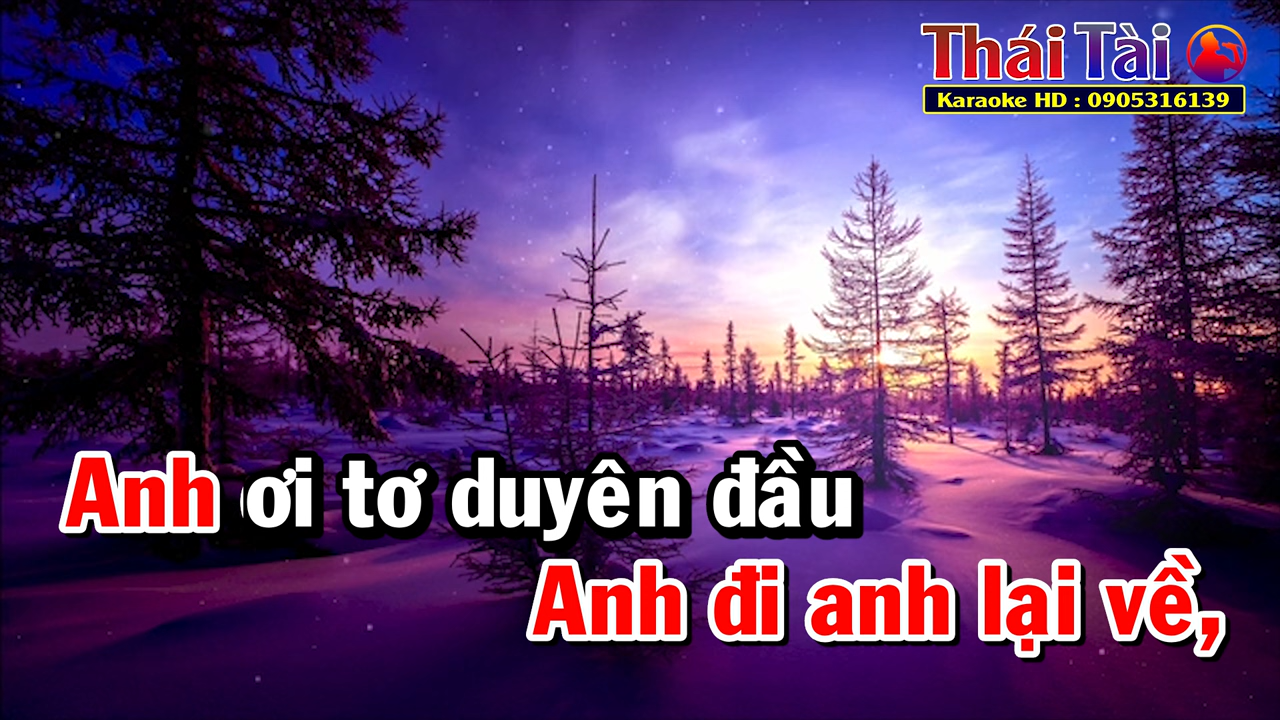 Thái Tài
Karaoke HD : 0905316139
Anh ơi tơ duyên đầu
Anh đi anh lại về,